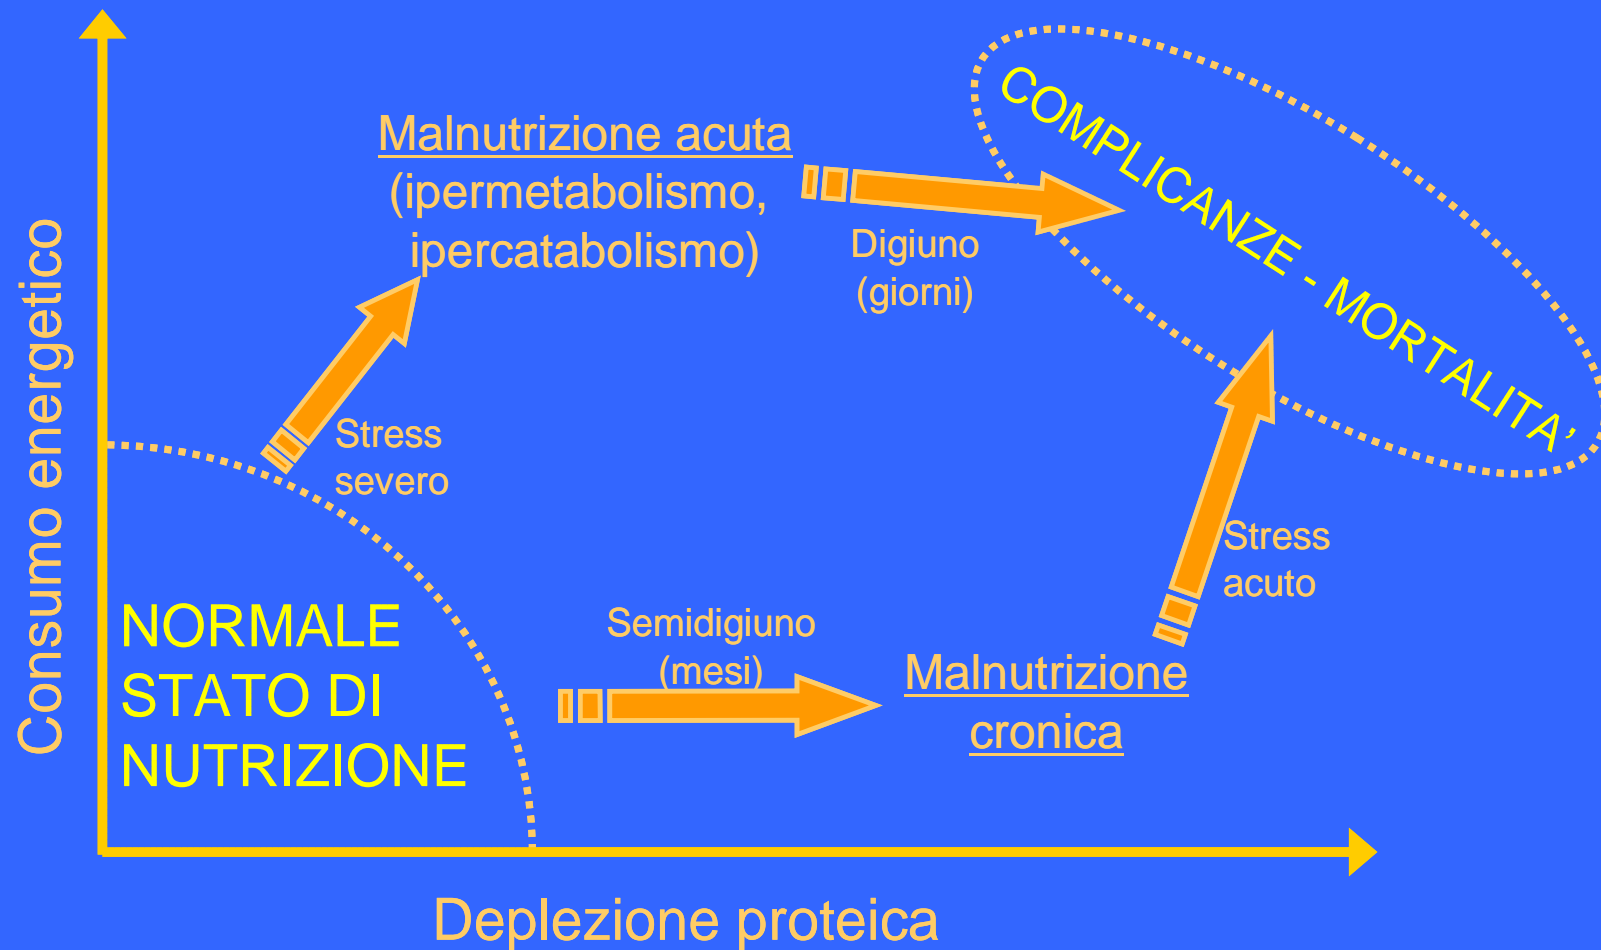 Consumo energetico
Malnutrizione acuta
(ipermetabolismo,
ipercatabolismo)
Digiuno
(giorni)
COMPLICANZE - MORTALITA’
Stress
severo
Stress
acuto
NORMALE
STATO DI
NUTRIZIONE
Semidigiuno
(mesi)
Malnutrizione
cronica
Deplezione proteica